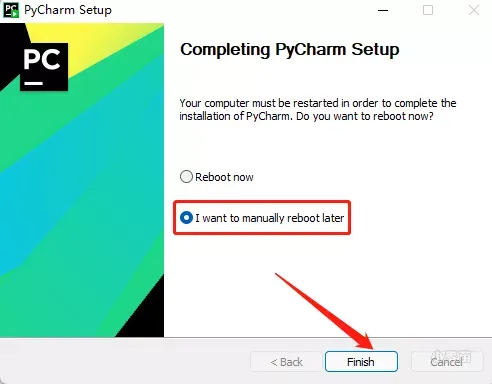 PyCharm Setup
PC
Completing PyCharm Setup
Your computer must be restarted in order to complete the
installation of PyCharm. Do you want to reboot now?
Reboot now
I want to manually reboot later
< Back
Finish
Cancel